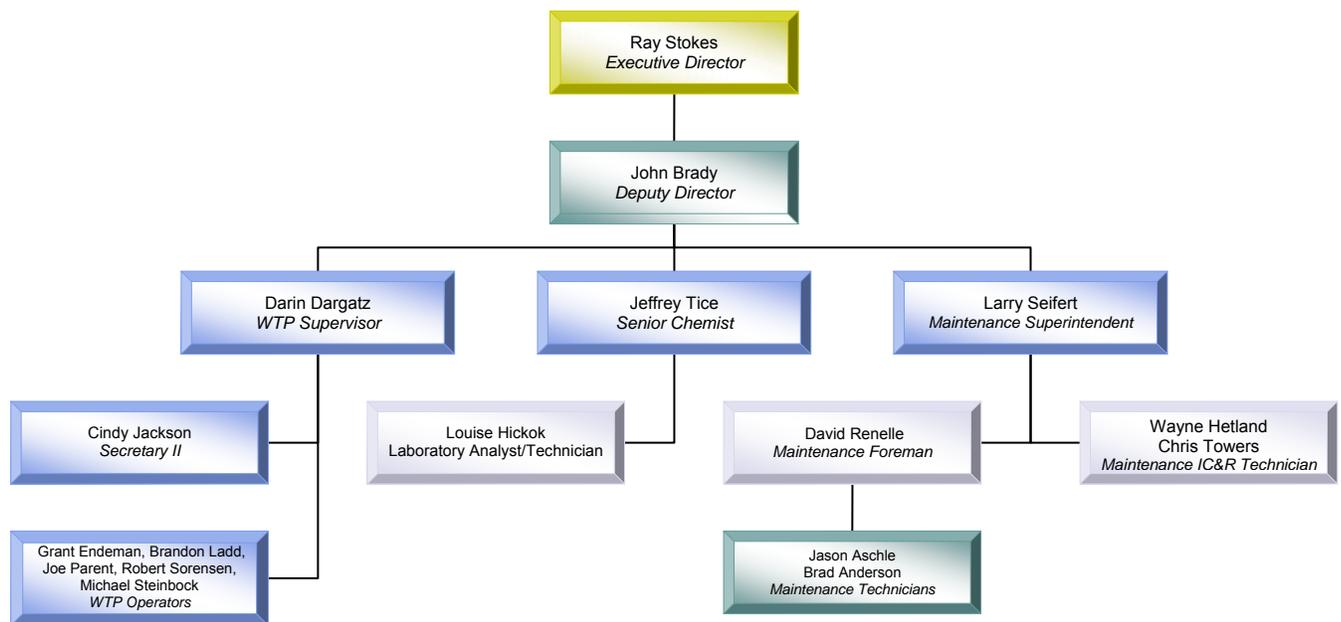 Ray Stokes
Executive Director
John Brady
Deputy Director
Darin Dargatz
WTP Supervisor
Jeffrey Tice
Senior Chemist
Larry Seifert
Maintenance Superintendent
Cindy Jackson
Secretary II
Louise Hickok
Laboratory Analyst/Technician
David Renelle
Maintenance Foreman
Wayne Hetland
Chris Towers
Maintenance IC&R Technician
Grant Endeman, Brandon Ladd,
Joe Parent, Robert Sorensen,
Michael Steinbock
WTP Operators
Jason Aschle
Brad Anderson
Maintenance Technicians